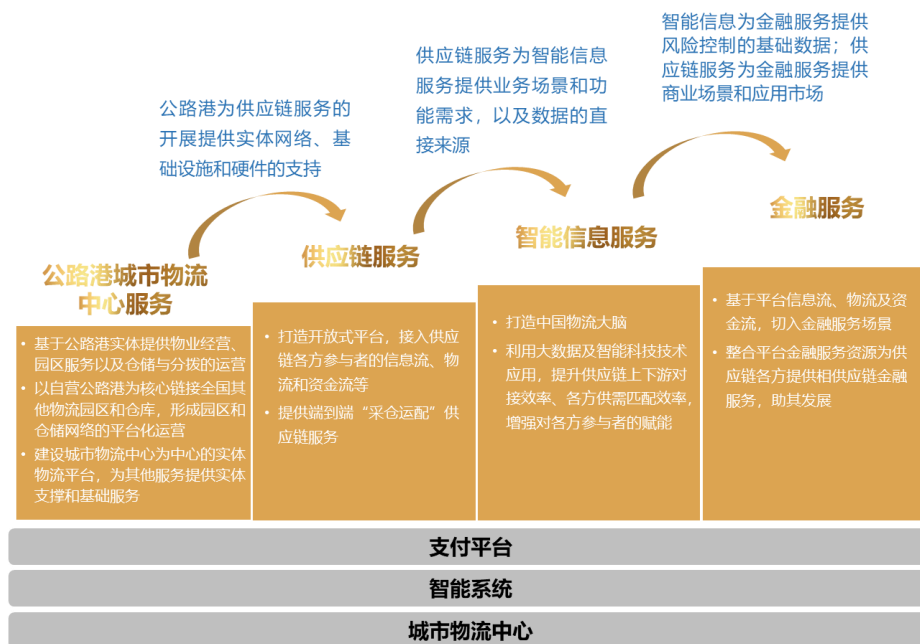 公路港为供应链服务的
开展提供实体网络、基
础设施和硬件的支持
供应链服务为智能信息
服务提供业务场景和功
能需求，以及数据的直
接来源
智能信息为金融服务提供
风险控制的基础数据；供
应链服务为金融服务提供
商业场景和应用市场
公路港城市物流
中心服务
• 基于公路港实体提供物业经营、
园区服务以及仓储与分拨的运营
• 以自营公路港为核心链接全国其
他物流园区和仓库，形成园区和
仓储网络的平台化运营
• 建设城市物流中心为中心的实体
物流平台，为其他服务提供实体
支撑和基础服务
供应链服务
• 打造开放式平台，接入供应
链各方参与者的信息流、物
流和资金流等
• 提供端到端“采仓运配”供
应链服务
智能信息服务
• 打造中国物流大脑
• 利用大数据及智能科技技术
应用，提升供应链上下游对
接效率、各方供需匹配效率，
增强对各方参与者的赋能
金融服务
• 基于平台信息流、物流及资
金流，切入金融服务场景
• 整合平台金融服务资源为供
应链各方提供相供应链金融
服务，助其发展
支付平台
智能系统
城市物流中心